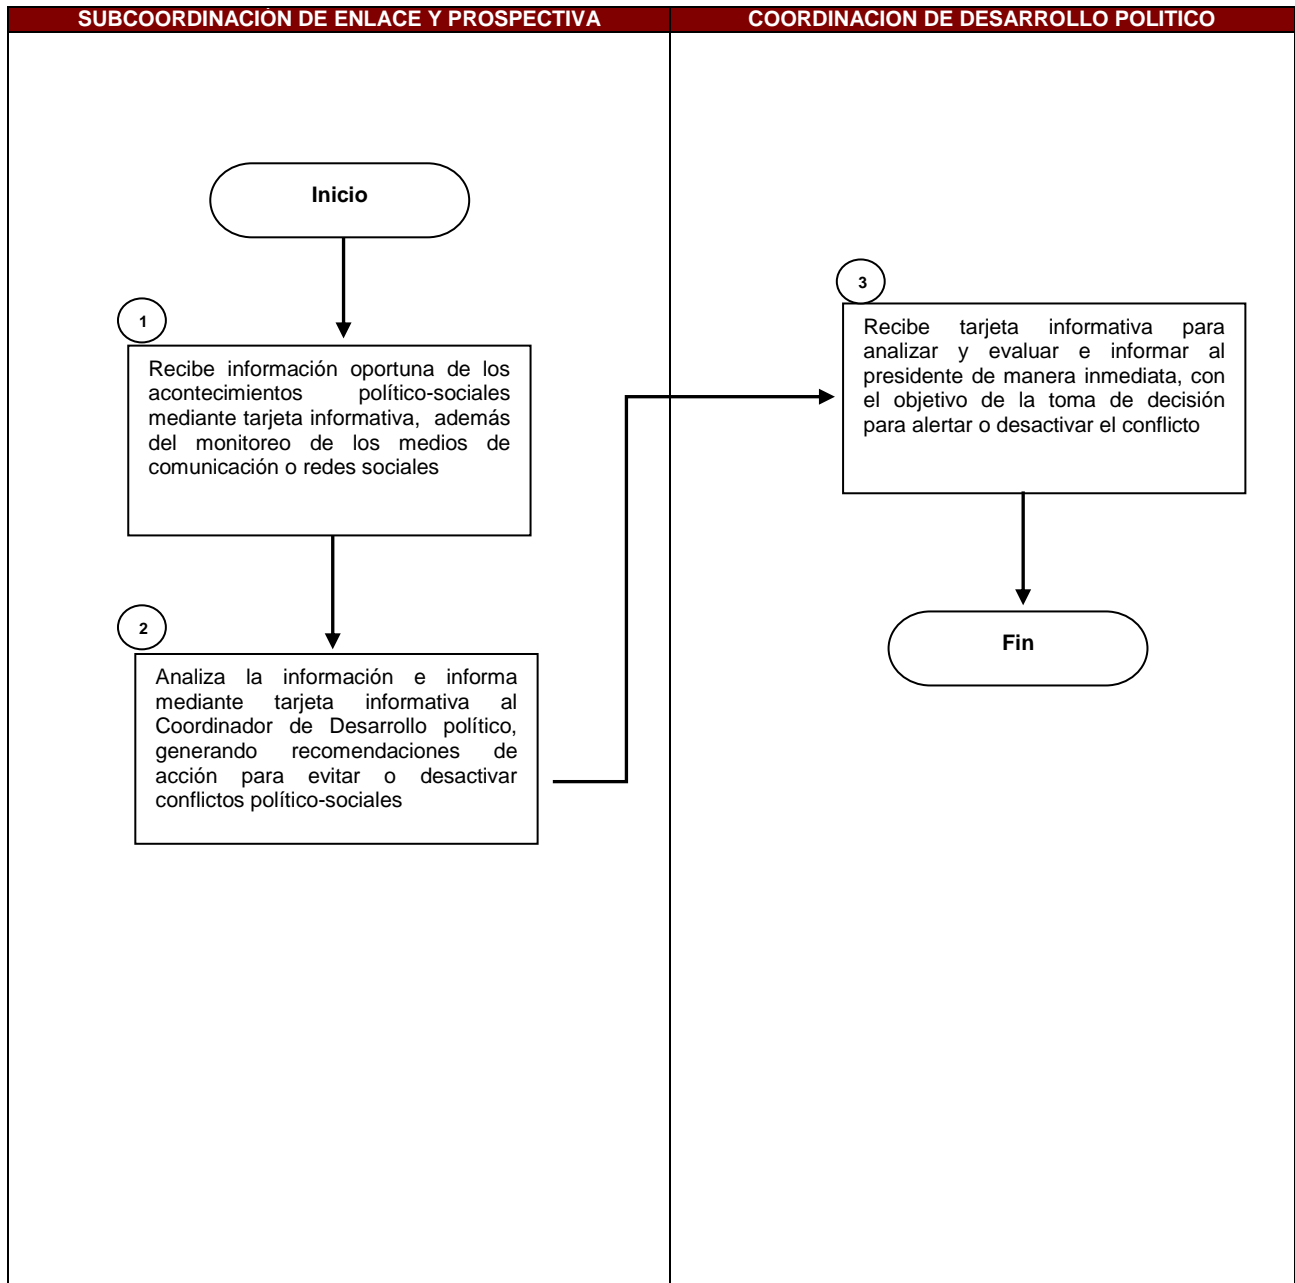 SUBCOORDINACIÓN DE ENLACE Y PROSPECTIVA
COORDINACION DE DESARROLLO POLITICO
Inicio
1
Recibe información oportuna de los
acontecimientos político-sociales
mediante tarjeta informativa, además
del monitoreo de los medios de
comunicación o redes sociales
2
Analiza la información e informa
mediante tarjeta informativa al
Coordinador de Desarrollo político,
generando recomendaciones de
acción para evitar o desactivar
conflictos político-sociales
3
Recibe tarjeta informativa para
analizar y evaluar e informar al
presidente de manera inmediata, con
el objetivo de la toma de decisión
para alertar o desactivar el conflicto
Fin